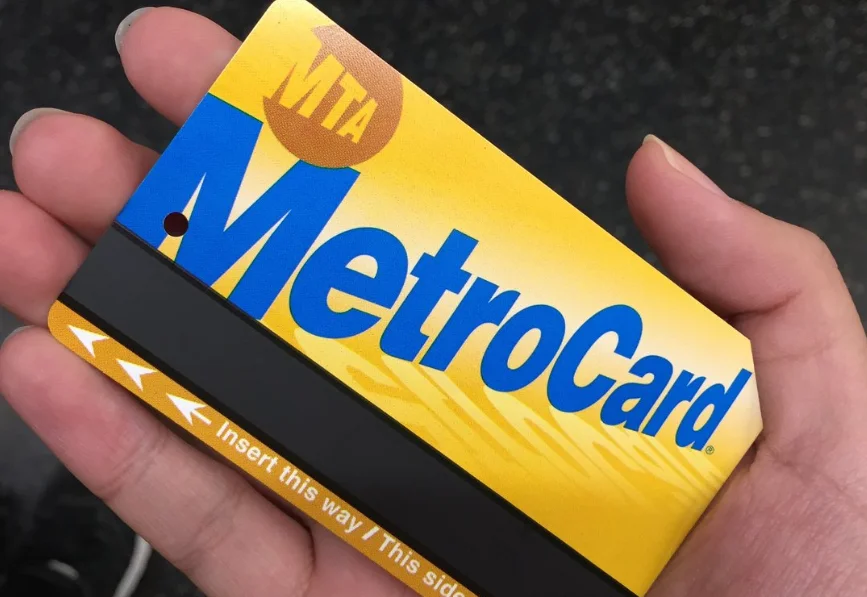 MTA
MetroCard®
Insert this way / This side